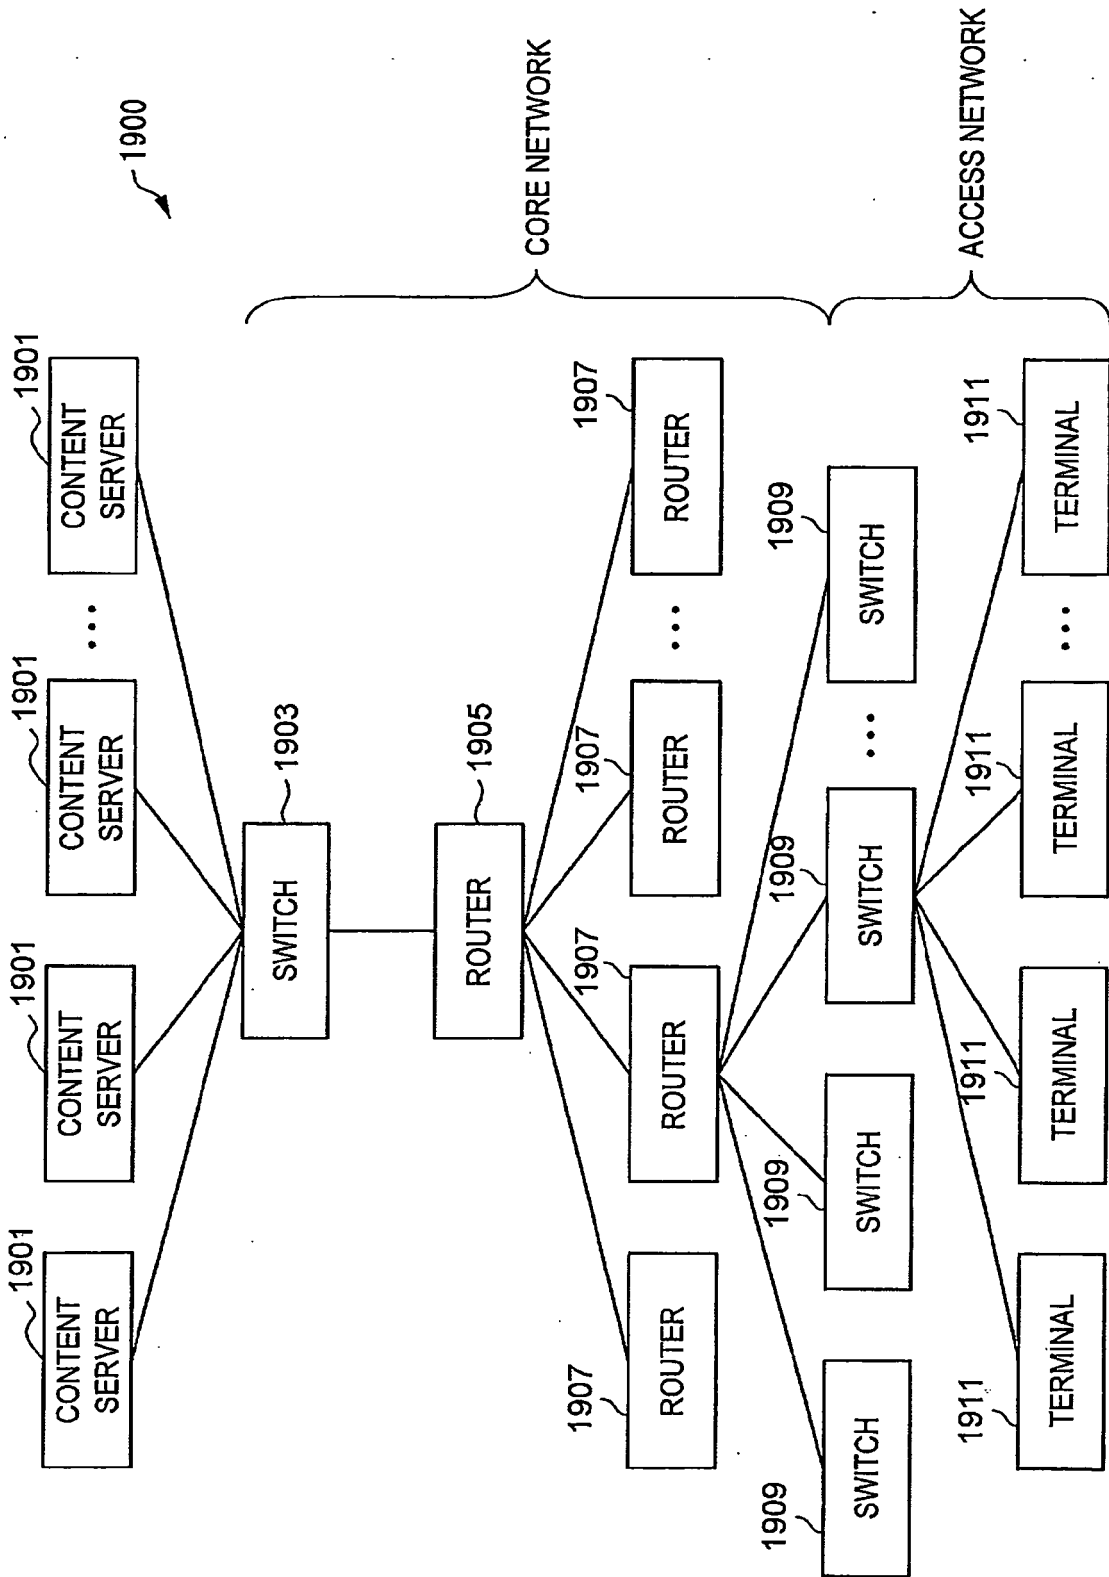 1900
1901
1901
1901
1901
CONTENT
SERVER
CONTENT
SERVER
CONTENT
SERVER
CONTENT
SERVER
1903
SWITCH
CORE NETWORK
1905
ROUTER
1907
1907
1907
1907
ROUTER
ROUTER
ROUTER
ROUTER
1909
1909
1909
1909
SWITCH
SWITCH
SWITCH
SWITCH
ACCESS NETWORK
1911
1911
1911
1911
TERMINAL
TERMINAL
TERMINAL
TERMINAL